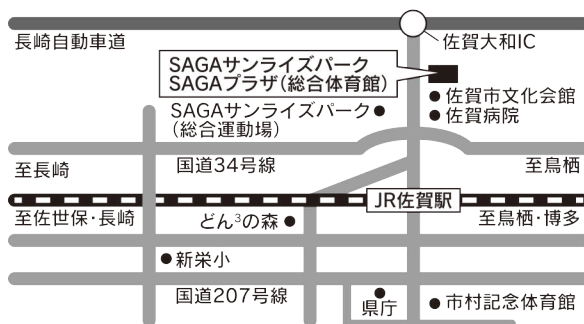 長崎自動車道
佐賀大和IC
SAGAサンライズパーク
SAGAプラザ(総合体育館)
佐賀市文化会館
SAGAサンライズパーク
(総合運動場)
佐賀病院
至長崎
国道34号線
至鳥栖
JR佐賀駅
至佐世保・長崎
どん³の森
至鳥栖・博多
新栄小
国道207号線
県庁
市村記念体育館